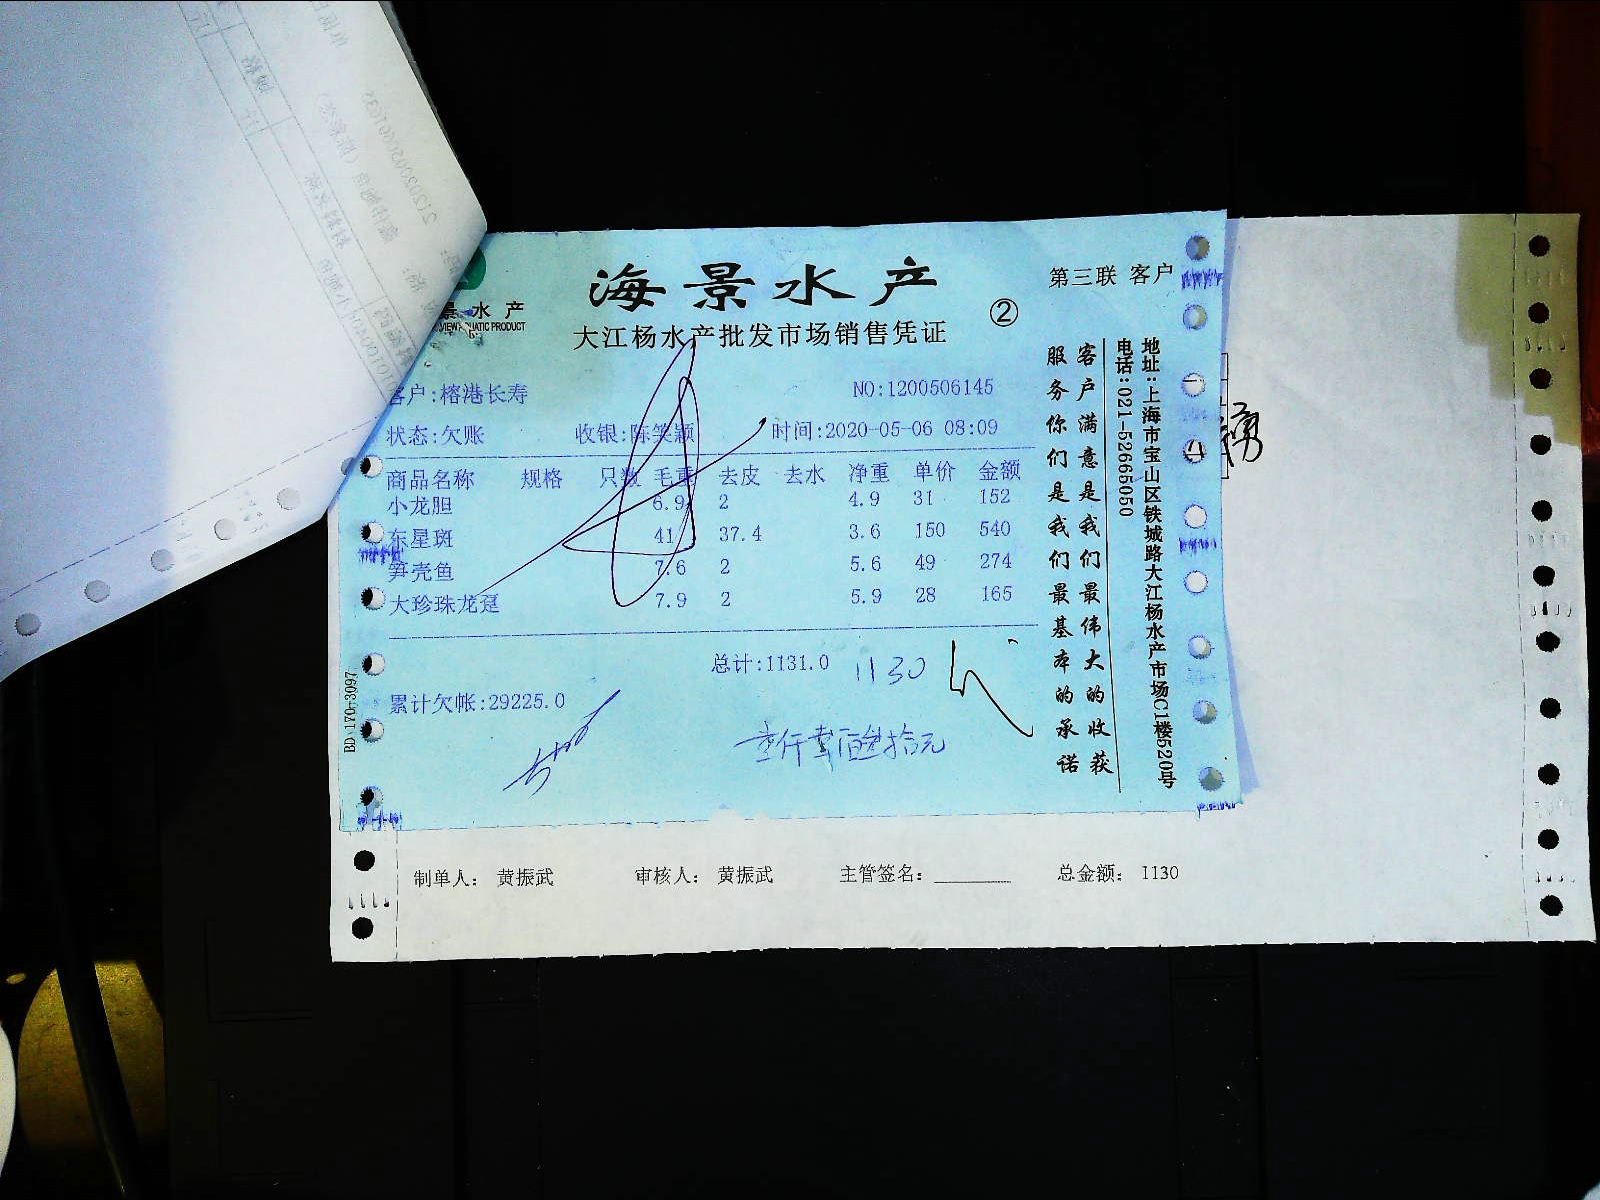 海景水产
第三联 客户
②
景水产
大江杨水产批发市场销售凭证
客户:榕港长寿 NO:1200506145
状态:欠账 收银:陈笑颖 时间:2020-05-06 08:09
商品名称 规格 只数 毛重 去皮 去水 净重 单价 金额
小龙胆 6.9 2 4.9 31 152
东星斑 41 37.4 3.6 150 540
笋壳鱼 7.6 2 5.6 49 274
大珍珠龙趸 7.9 2 5.9 28 165
总计:1131.0 1130
累计欠帐:29225.0
壹仟壹佰叁拾元
客户满意是我们最伟大的收获
服务你们是我们最基本的承诺
地址:上海市宝山区铁城路大江杨水产市场C1楼520号
电话:021-52665050
BD-170-3097
制单人: 黄振武 审核人: 黄振武 主管签名: 总金额: 1130